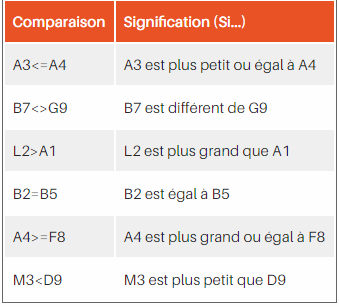 Comparaison Signification (Si...)
A3<=A4 A3 est plus petit ou égal à A4
B7<>G9 B7 est différent de G9
L2>A1 L2 est plus grand que A1
B2=B5 B2 est égal à B5
A4>=F8 A4 est plus grand ou égal à F8
M3<D9 M3 est plus petit que D9